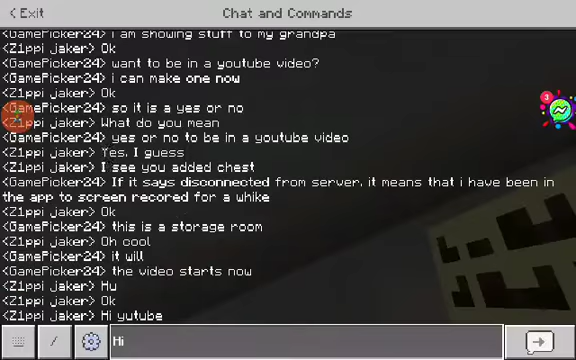 Exit
Chat and Commands
<GamePicker24> i am showing stuff to my grandpa
<Z1ppi jaker> Ok
<GamePicker24> want to be in a youtube video?
<GamePicker24> i can make one now
<Z1ppi jaker> Ok
<GamePicker24> so it is a yes or no
<Z1ppi jaker> What do you mean
<GamePicker24> yes or no to be in a youtube video
<Z1ppi jaker> Yes, I guess
<Z1ppi jaker> I see you added chest
<GamePicker24> If it says disconnected from server, it means that i have been in
the app to screen recored for a whike
<Z1ppi jaker> Ok
<GamePicker24> this is a storage room
<Z1ppi jaker> Oh cool
<GamePicker24> it will
<GamePicker24> the video starts now
<Z1ppi jaker> Hu
<Z1ppi jaker> Ok
<Z1ppi jaker> Hi yutube
/
Hi
3